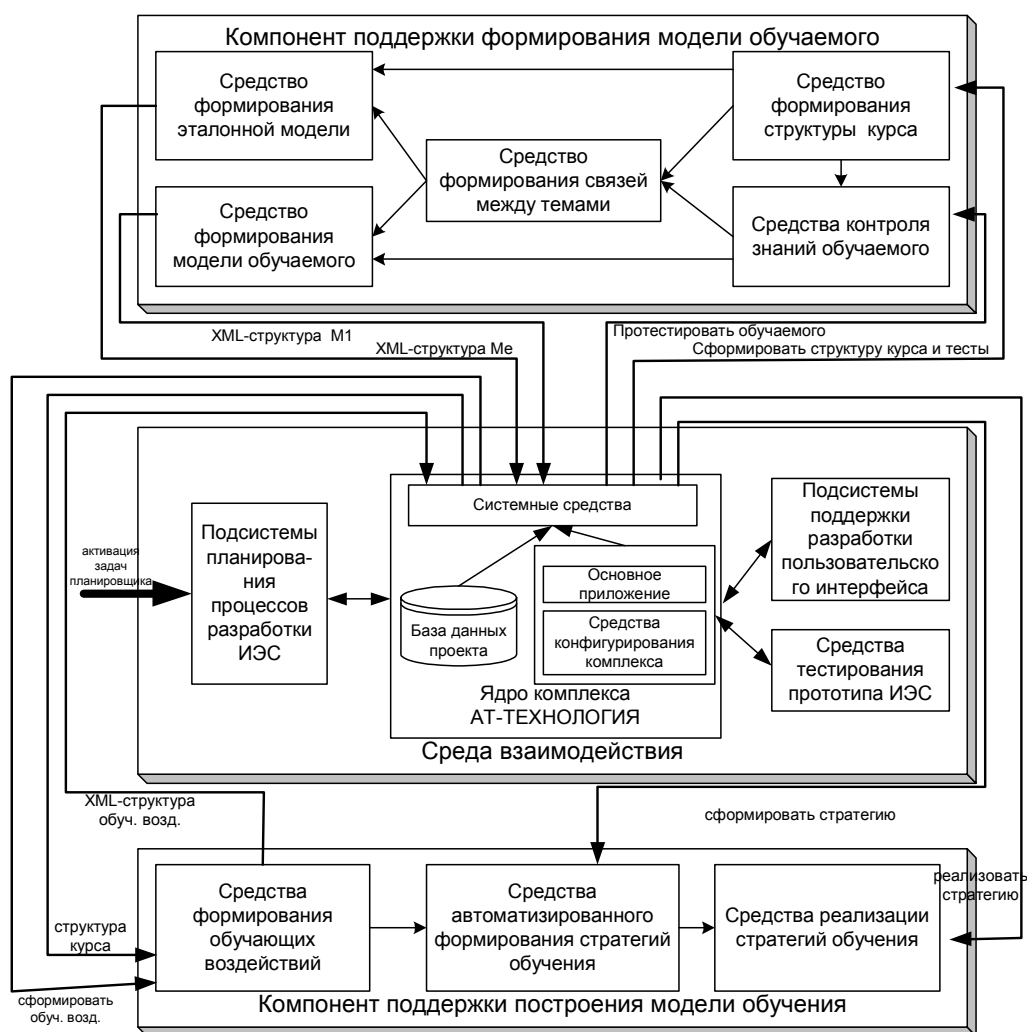 Компонент поддержки формирования модели обучаемого
Средство
формирования
эталонной модели
Средство
формирования
структуры курса
Средство
формирования связей
между темами
Средство
формирования
модели обучаемого
Средства контроля
знаний обучаемого
XML-структура М1
Протестировать обучаемого
XML-структура Ме
Сформировать структуру курса и тесты
Системные средства
Подсистемы
планирова-
ния
процессов
разработки
ИЭС
активация
задач
планировщика
Основное
приложение
База данных
проекта
Средства
конфигурирования
комплекса
Ядро комплекса
АТ-ТЕХНОЛОГИЯ
Подсистемы
поддержки
разработки
пользовательско
го интерфейса
Средства
тестирования
прототипа ИЭС
Среда взаимодействия
XML-структура
обуч. возд.
сформировать стратегию
реализовать
стратегию
Средства
формирования
обучающих
воздействий
Средства
автоматизированного
формирования стратегий
обучения
Средства реализации
стратегий обучения
структура
курса
сформировать
обуч. возд.
Компонент поддержки построения модели обучения